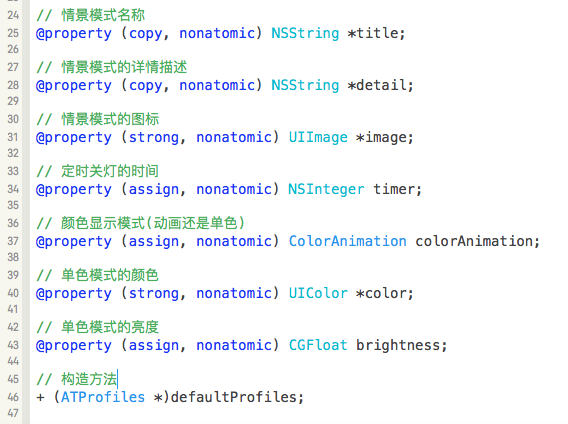 24 // 情景模式名称
25 @property (copy, nonatomic) NSString *title;
26
27 // 情景模式的详情描述
28 @property (copy, nonatomic) NSString *detail;
29
30 // 情景模式的图标
31 @property (strong, nonatomic) UIImage *image;
32
33 // 定时关灯的时间
34 @property (assign, nonatomic) NSInteger timer;
35
36 // 颜色显示模式(动画还是单色)
37 @property (assign, nonatomic) ColorAnimation colorAnimation;
38
39 // 单色模式的颜色
40 @property (strong, nonatomic) UIColor *color;
41
42 // 单色模式的亮度
43 @property (assign, nonatomic) CGFloat brightness;
44
45 // 构造方法
46 + (ATProfiles *)defaultProfiles;
47